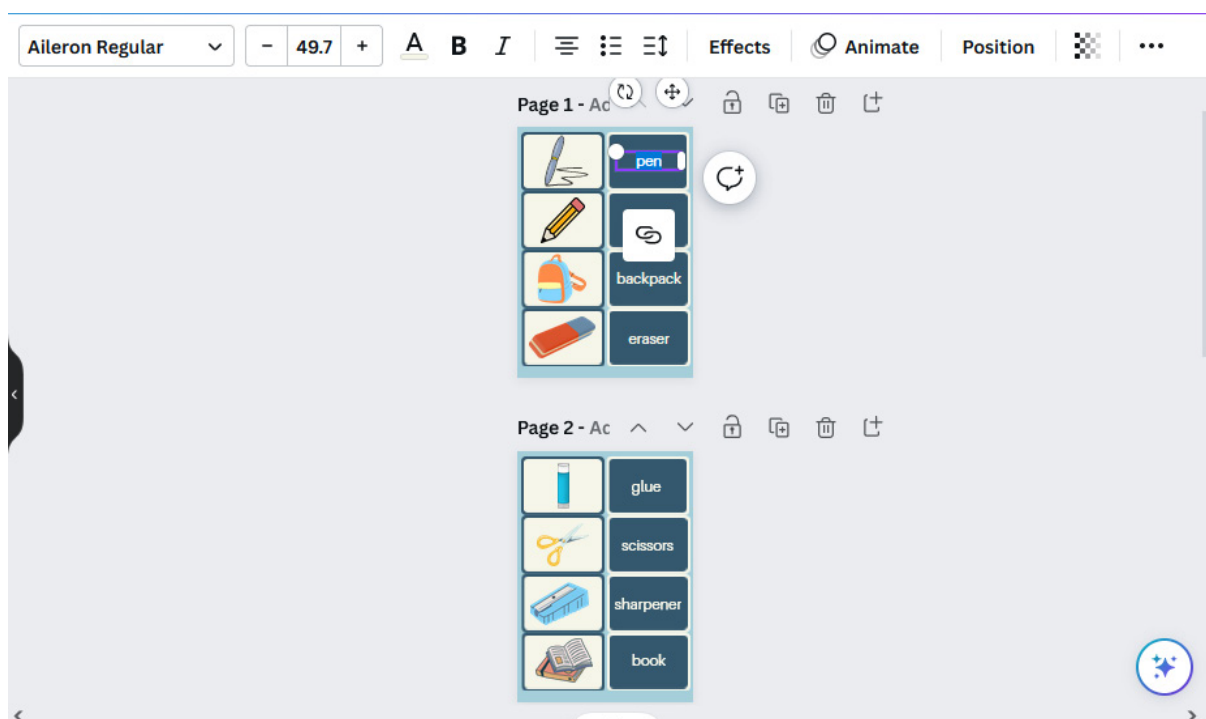 Aileron Regular
- 49.7 + A B I Effects Animate Position
Page 1 - Ac
pen
backpack
eraser
Page 2 - Ac
glue
scissors
sharpener
book